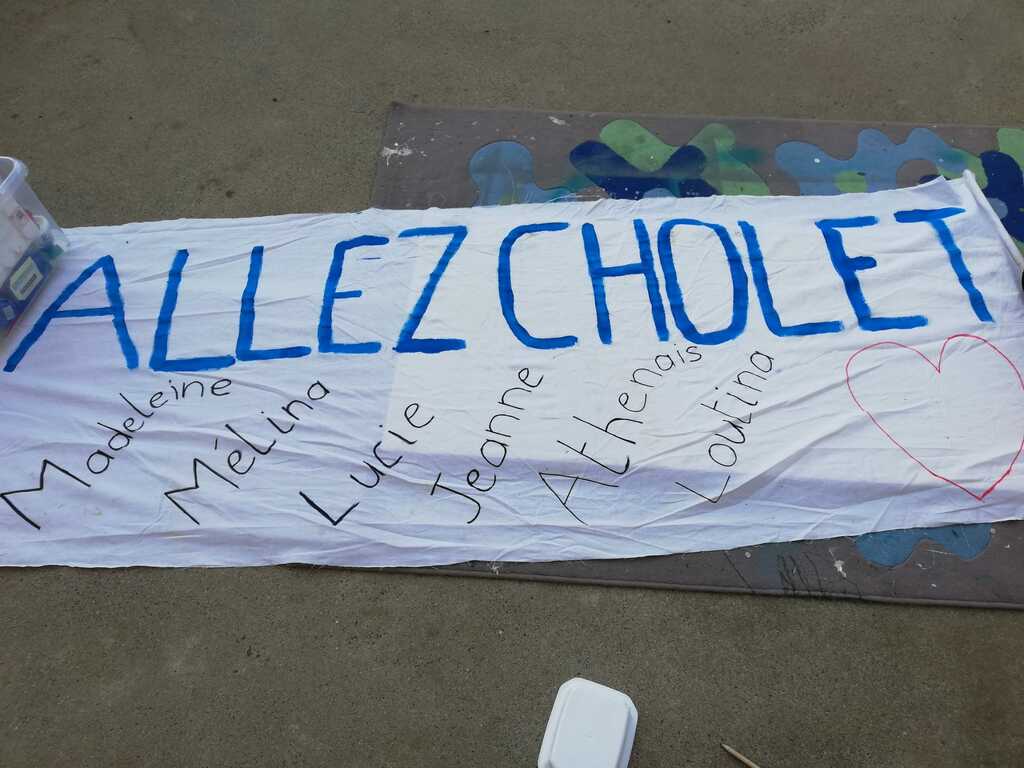 ALLEZ CHOLET
Madeleine
Mélina
Lucie
Jeanne
Athenais
Loutina